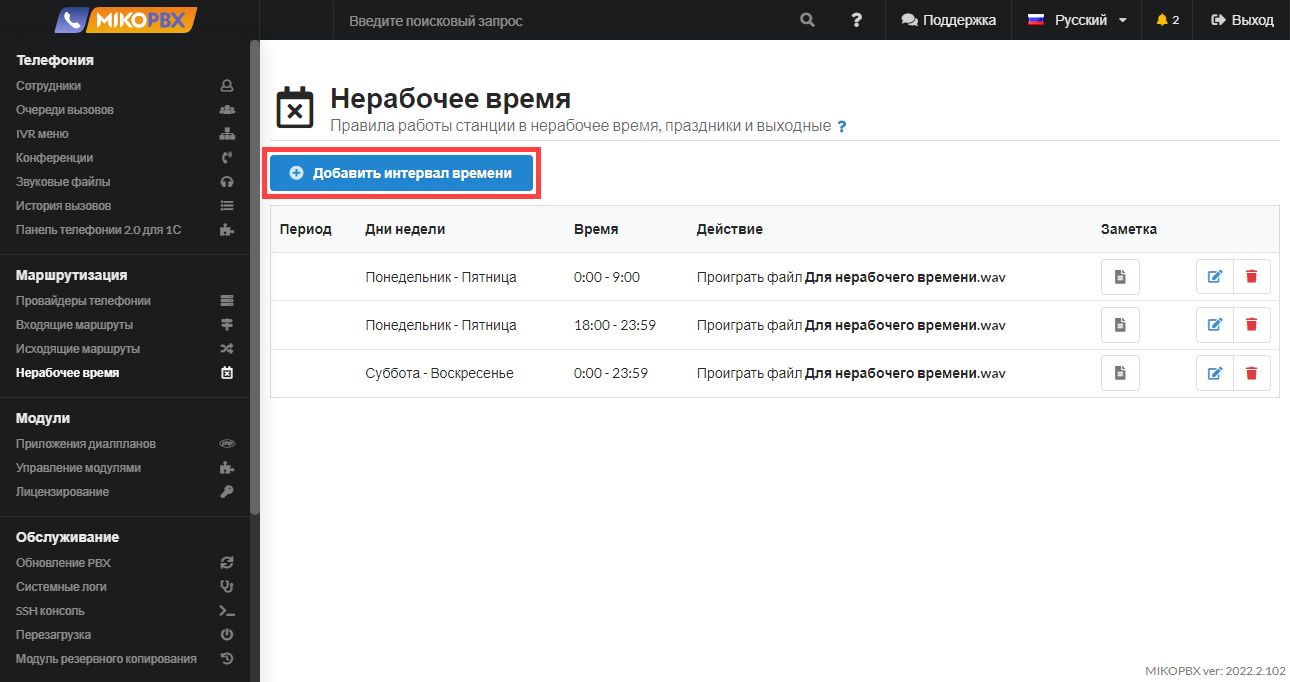 MIKOPBX
Введите поисковый запрос
?
Поддержка
Русский
2
Выход
Телефония
Сотрудники
Очереди вызовов
IVR меню
Конференции
Звуковые файлы
История вызовов
Панель телефонии 2.0 для 1С
Маршрутизация
Провайдеры телефонии
Входящие маршруты
Исходящие маршруты
Нерабочее время
Модули
Приложения диалпланов
Управление модулями
Лицензирование
Обслуживание
Обновление PBX
Системные логи
SSH консоль
Перезагрузка
Модуль резервного копирования
Нерабочее время
Правила работы станции в нерабочее время, праздники и выходные ?
Добавить интервал времени
Период Дни недели Время Действие Заметка
Понедельник - Пятница 0:00 - 9:00 Проиграть файл Для нерабочего времени.wav
Понедельник - Пятница 18:00 - 23:59 Проиграть файл Для нерабочего времени.wav
Суббота - Воскресенье 0:00 - 23:59 Проиграть файл Для нерабочего времени.wav
MIKOPBX ver: 2022.2.102